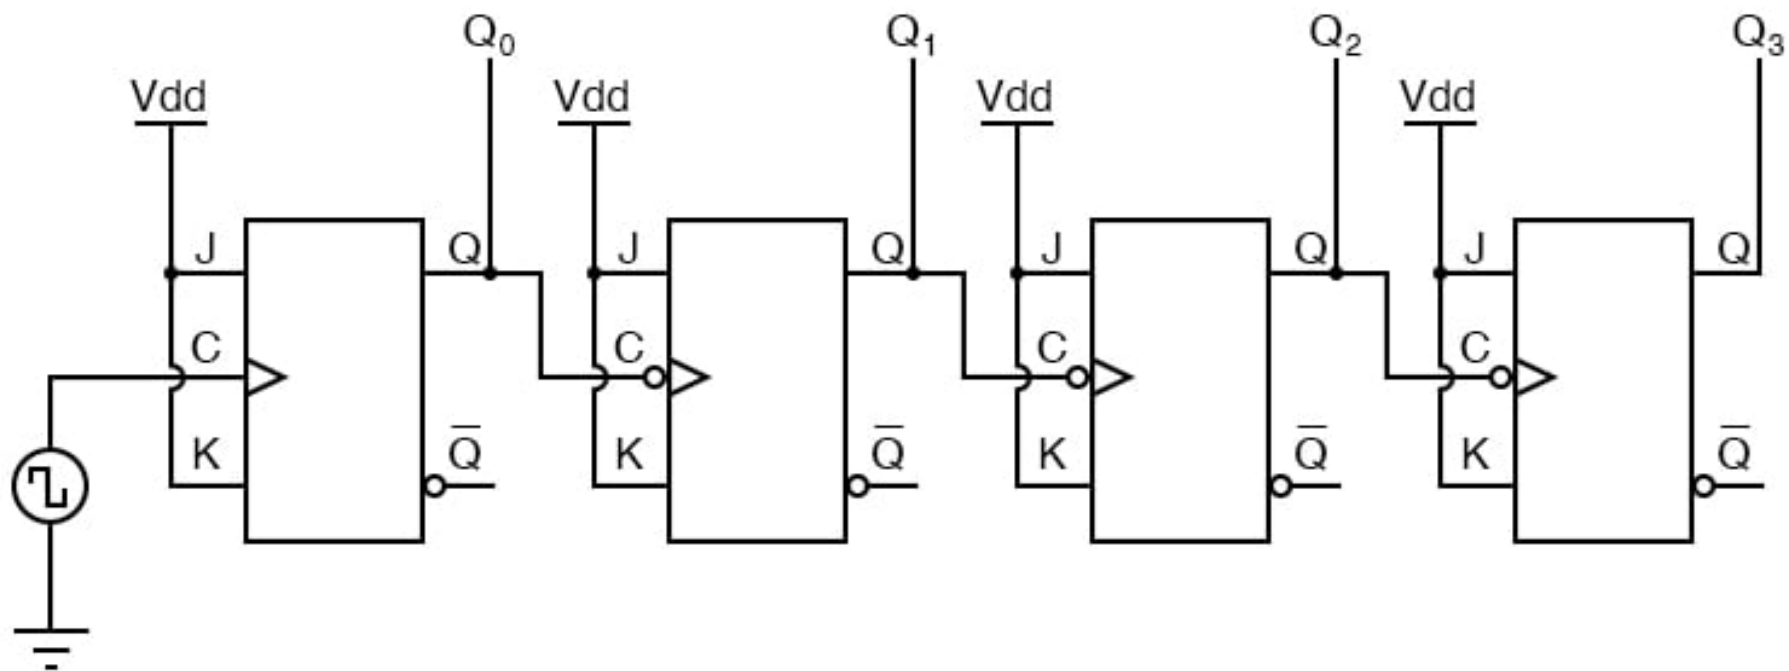 Q₀ Q₁ Q₂ Q₃
Vdd Vdd Vdd Vdd
J Q J Q J Q J Q
C C C C
K Q̅ K Q̅ K Q̅ K Q̅